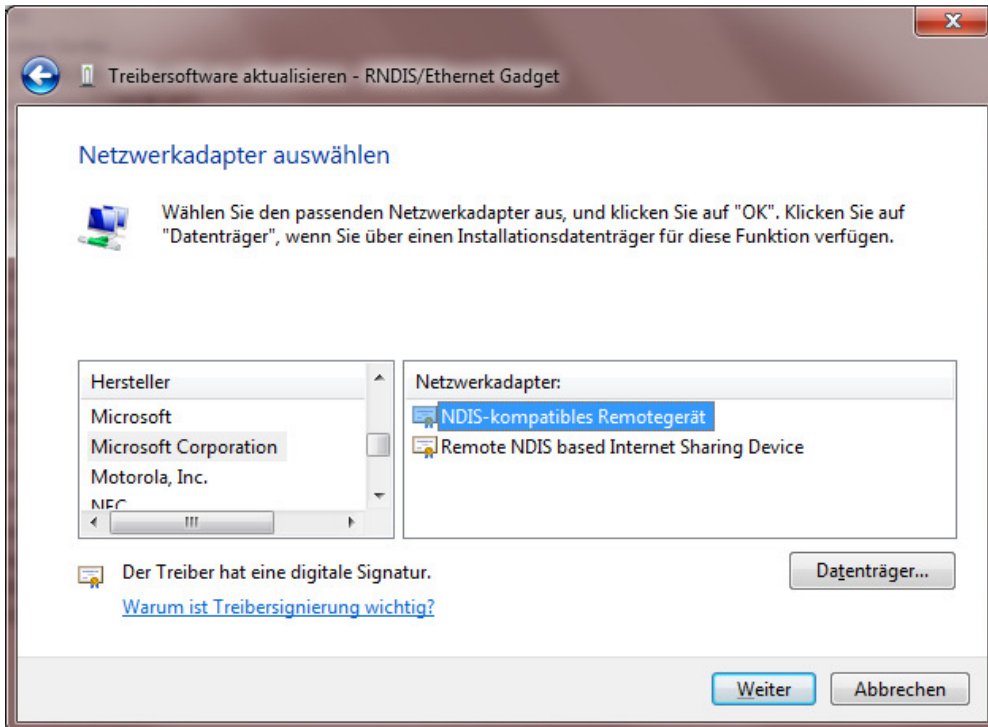 Treibersoftware aktualisieren - RNDIS/Ethernet Gadget
Netzwerkadapter auswählen
Wählen Sie den passenden Netzwerkadapter aus, und klicken Sie auf "OK". Klicken Sie auf
"Datenträger", wenn Sie über einen Installationsdatenträger für diese Funktion verfügen.
Hersteller
Microsoft
Microsoft Corporation
Motorola, Inc.
NEC
Netzwerkadapter:
NDIS-kompatibles Remotegerät
Remote NDIS based Internet Sharing Device
Der Treiber hat eine digitale Signatur.
Warum ist Treibersignierung wichtig?
Datenträger...
Weiter
Abbrechen